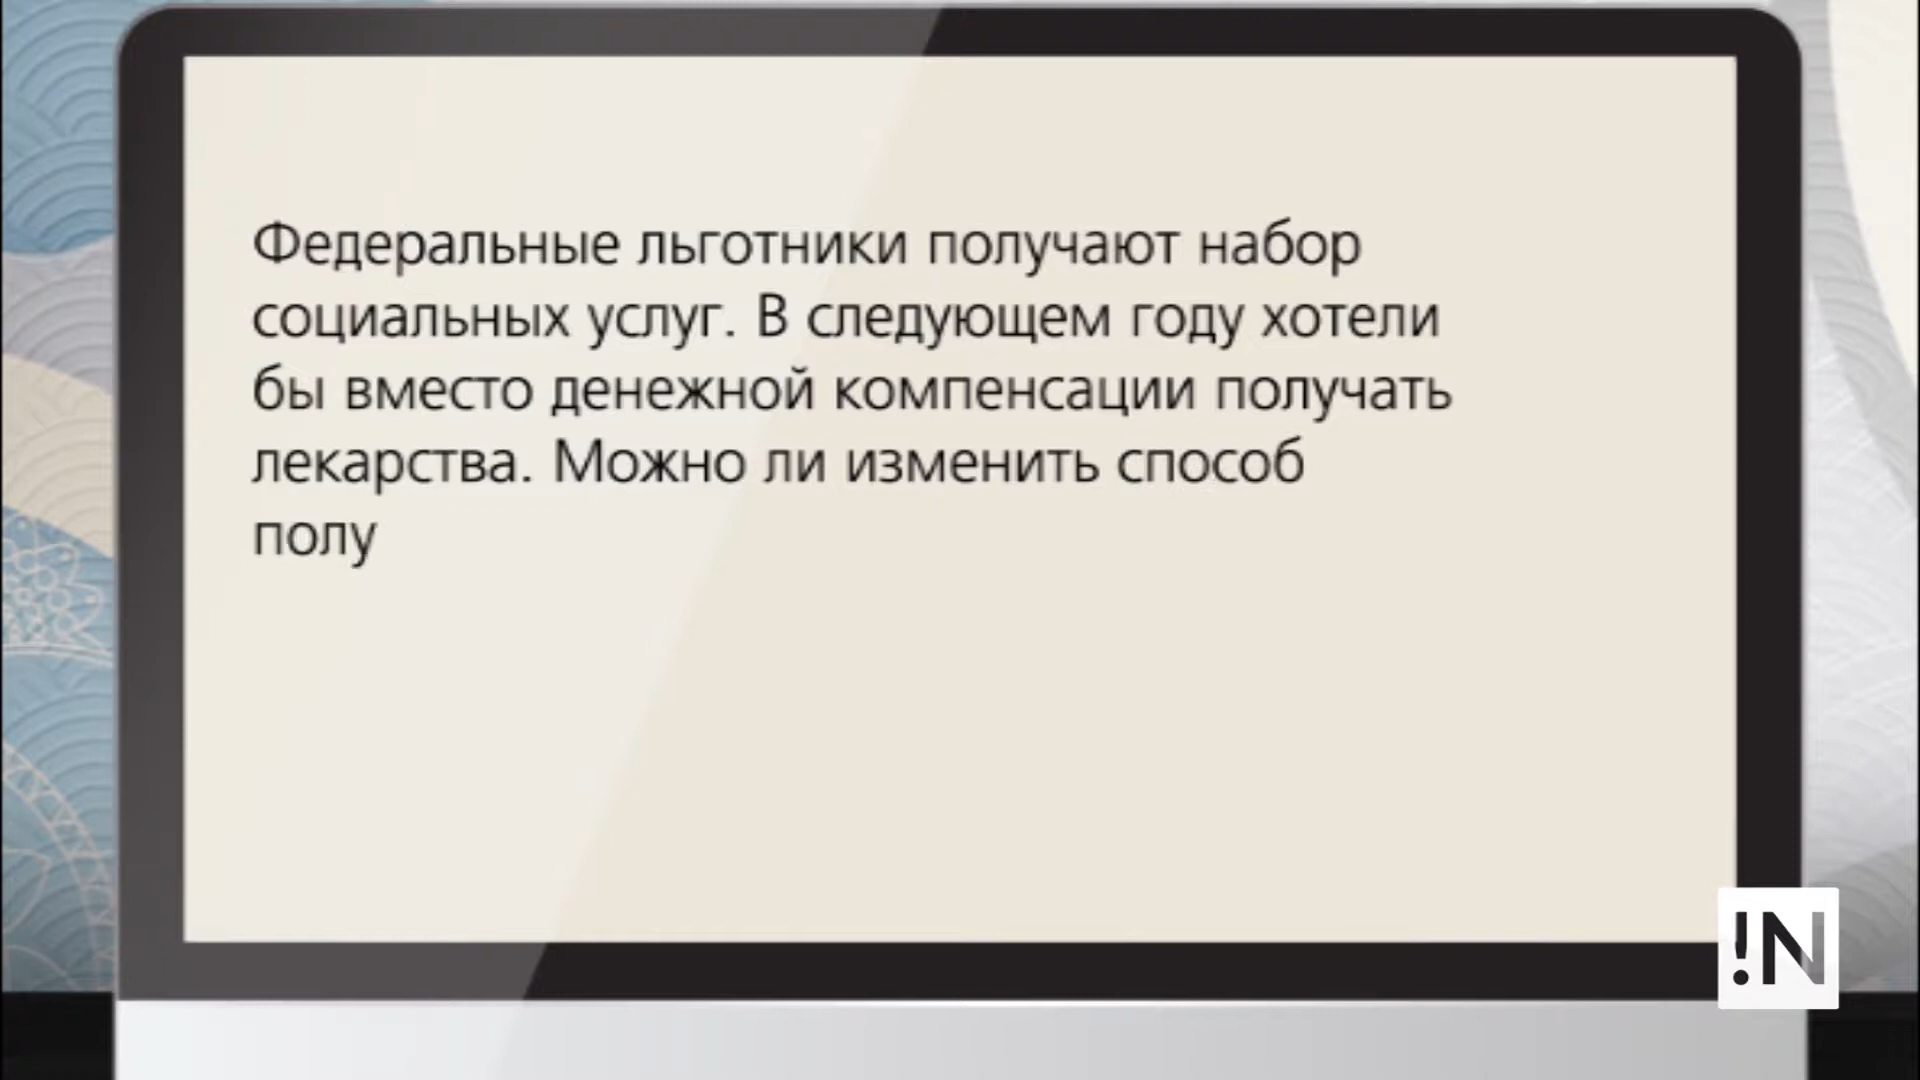 Федеральные льготники получают набор
социальных услуг. В следующем году хотели
бы вместо денежной компенсации получать
лекарства. Можно ли изменить способ
полу
!N